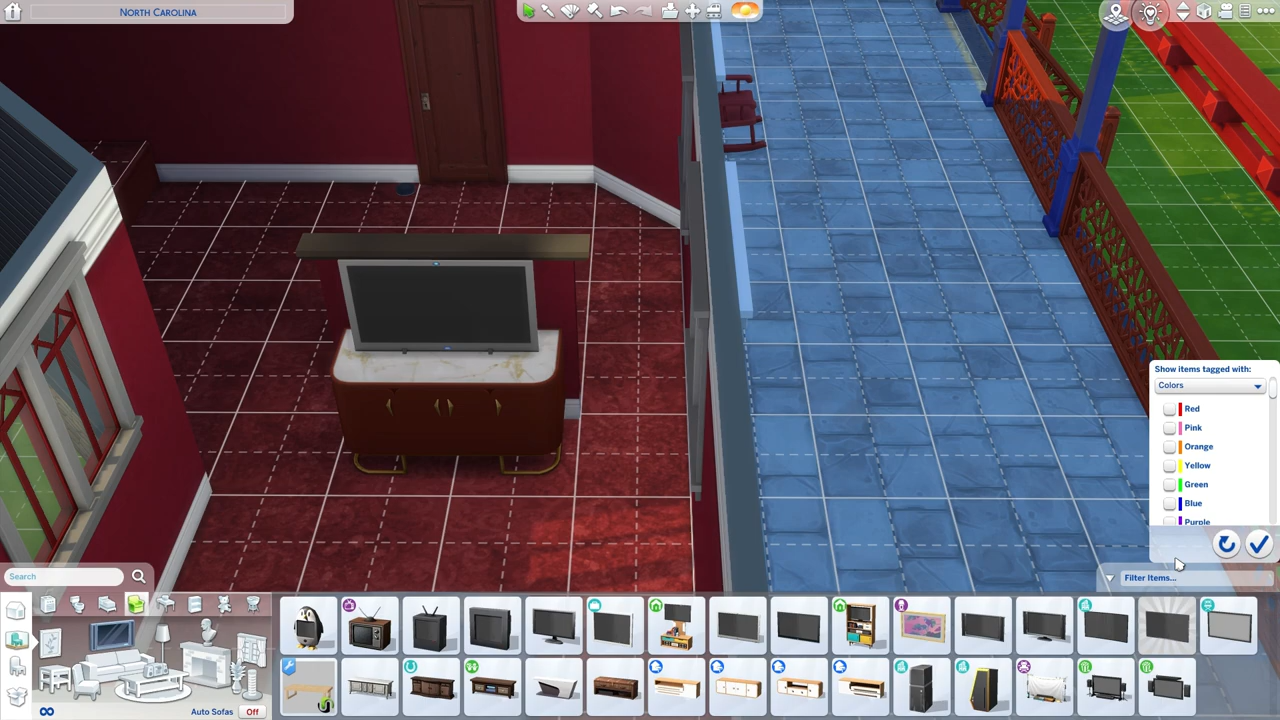 NORTH CAROLINA
Show items tagged with:
Colors
Red
Pink
Orange
Yellow
Green
Blue
Purple
Filter Items...
Search
Auto Sofas Off